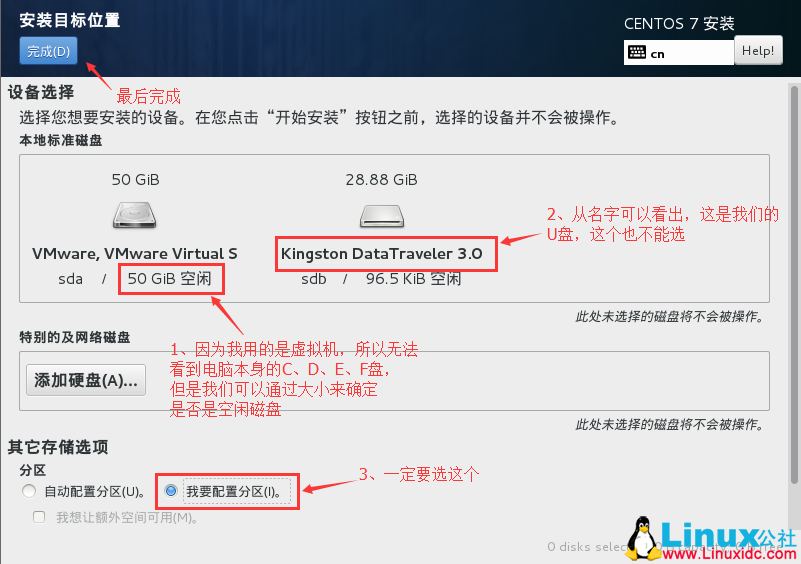 安装目标位置
CENTOS 7 安装
完成(D)
cn
Help!
最后完成
设备选择
选择您想要安装的设备。在您点击“开始安装”按钮之前，选择的设备并不会被操作。
本地标准磁盘
50 GiB
28.88 GiB
2、从名字可以看出，这是我们的
U盘，这个也不能选
VMware, VMware Virtual S
Kingston DataTraveler 3.0
sda / 50 GiB 空闲
sdb / 96.5 KiB 空闲
此处未选择的磁盘将不会被操作。
特别的及网络磁盘
1、因为我用的是虚拟机，所以无法
看到电脑本身的C、D、E、F盘，
但是我们可以通过大小来确定
是否是空闲磁盘
添加硬盘(A)...
此处未选择的磁盘将不会被操作。
其它存储选项
分区
自动配置分区(U)。
我要配置分区(I)。
3、一定要选这个
我想让额外空间可用(M)。
0 disks
Linux公社
www.Linuxidc.com